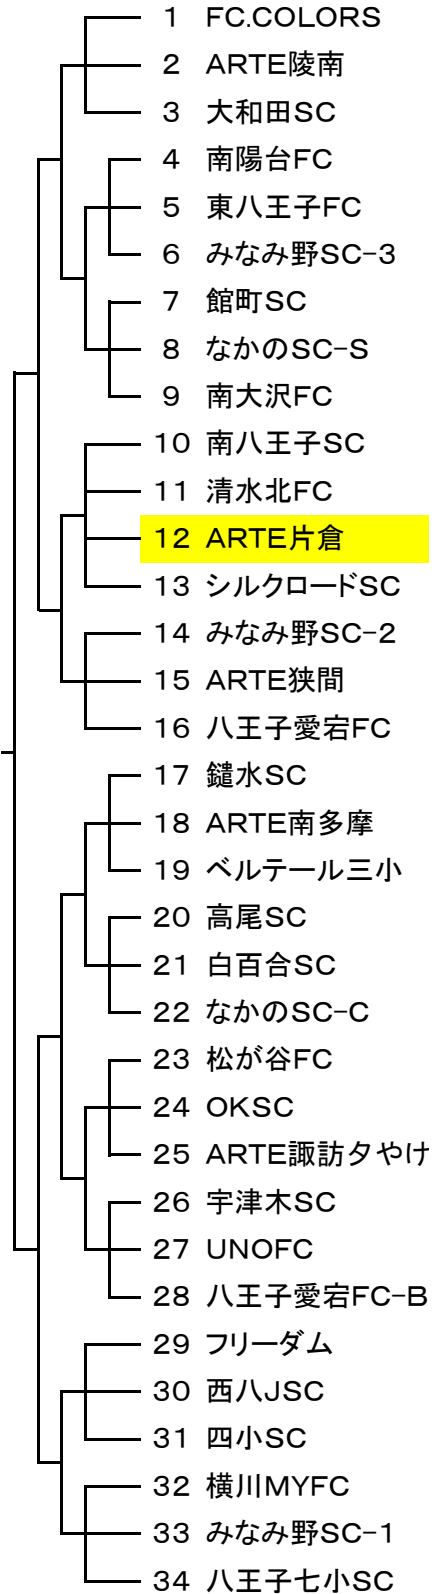 1 FC.COLORS
2 ARTE陵南
3 大和田SC
4 南陽台FC
5 東八王子FC
6 みなみ野SC-3
7 館町SC
8 なかのSC-S
9 南大沢FC
10 南八王子SC
11 清水北FC
12 ARTE片倉
13 シルクロードSC
14 みなみ野SC-2
15 ARTE狭間
16 八王子愛宕FC
17 鑓水SC
18 ARTE南多摩
19 ベルテール三小
20 高尾SC
21 白百合SC
22 なかのSC-C
23 松が谷FC
24 OKSC
25 ARTE諏訪夕やけ
26 宇津木SC
27 UNOFC
28 八王子愛宕FC-B
29 フリーダム
30 西八JSC
31 四小SC
32 横川MYFC
33 みなみ野SC-1
34 八王子七小SC